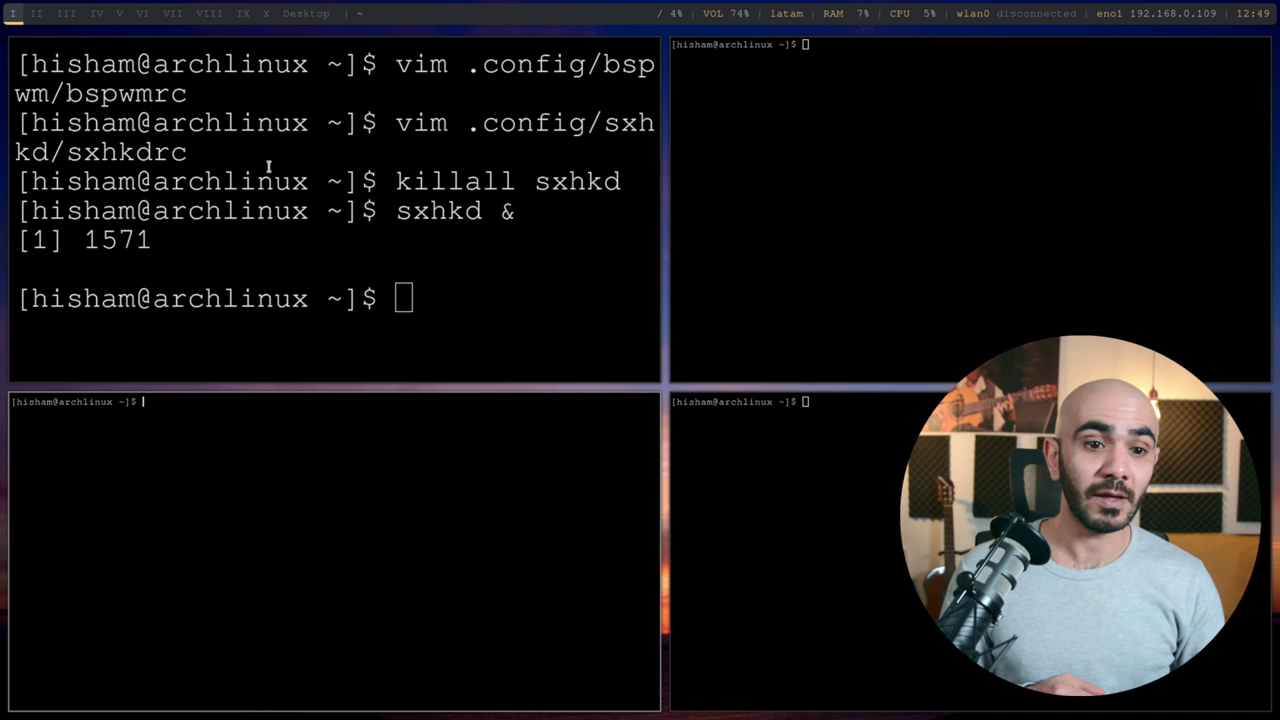 I II III IV V VI VII VIII IX X Desktop | ~ / 4% | VOL 74% | latam | RAM 7% | CPU 5% | wlan0 disconnected | eno1 192.168.0.109 | 12:49
[hisham@archlinux ~]$ vim .config/bsp
wm/bspwmrc
[hisham@archlinux ~]$ vim .config/sxh
kd/sxhkdrc
[hisham@archlinux ~]$ killall sxhkd
[hisham@archlinux ~]$ sxhkd &
[1] 1571
[hisham@archlinux ~]$
[hisham@archlinux ~]$
[hisham@archlinux ~]$
[hisham@archlinux ~]$